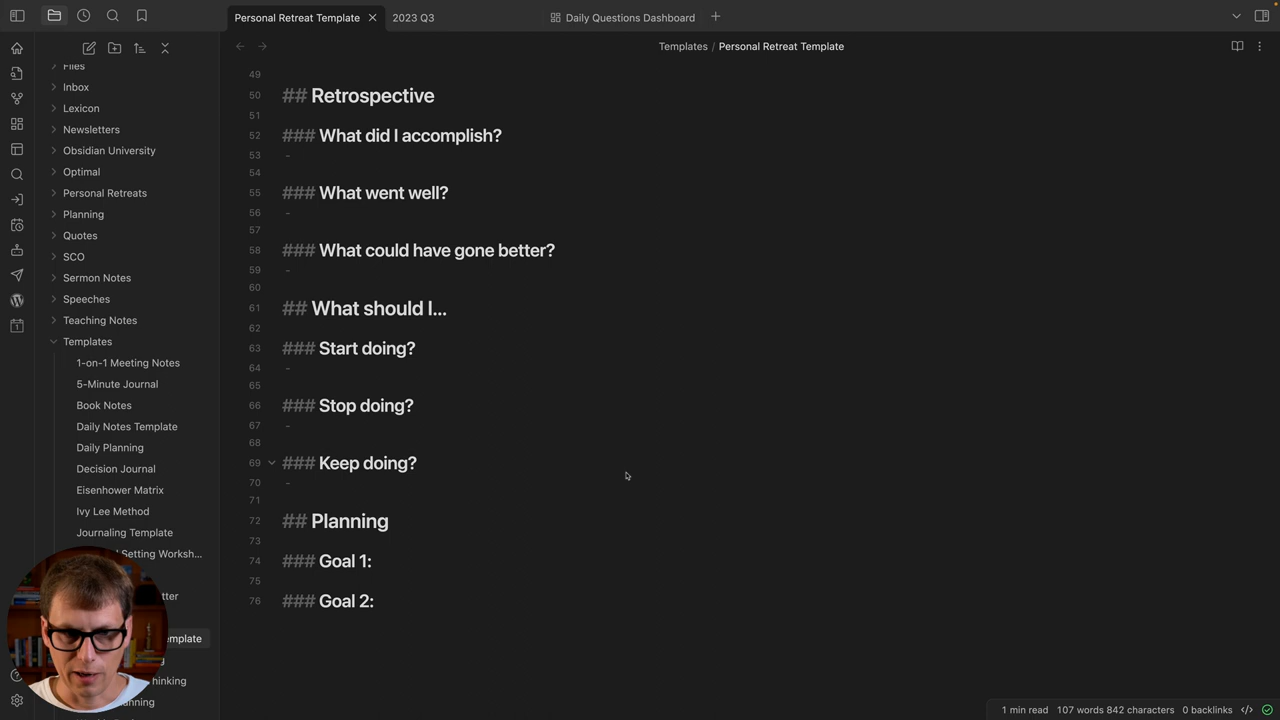 Personal Retreat Template
2023 Q3
Daily Questions Dashboard
Templates / Personal Retreat Template
Files
Inbox
Lexicon
Newsletters
Obsidian University
Optimal
Personal Retreats
Planning
Quotes
SCO
Sermon Notes
Speeches
Teaching Notes
Templates
1-on-1 Meeting Notes
5-Minute Journal
Book Notes
Daily Notes Template
Daily Planning
Decision Journal
Eisenhower Matrix
Ivy Lee Method
Journaling Template
Setting Worksh...
49
50 ## Retrospective
51
52 ### What did I accomplish?
53 -
54
55 ### What went well?
56 -
57
58 ### What could have gone better?
59 -
60
61 ## What should I...
62
63 ### Start doing?
64 -
65
66 ### Stop doing?
67 -
68
69 ### Keep doing?
70 -
71
72 ## Planning
73
74 ### Goal 1:
75
76 ### Goal 2:
1 min read 107 words 842 characters 0 backlinks